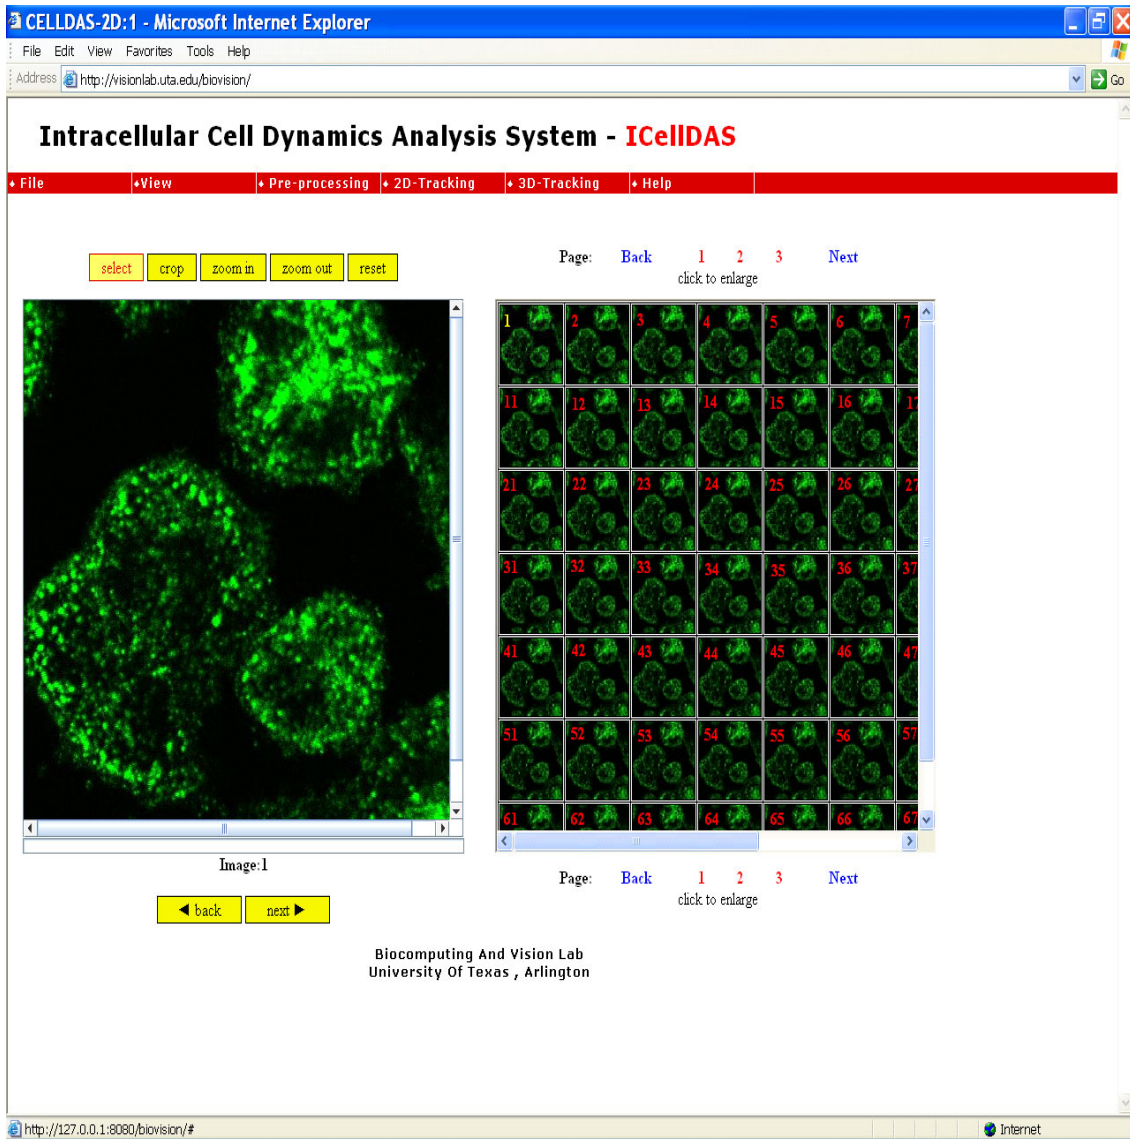 CELLDAS-2D:1 - Microsoft Internet Explorer
File Edit View Favorites Tools Help
Address http://visionlab.uta.edu/biovision/ Go
Intracellular Cell Dynamics Analysis System - ICellDAS
File View Pre-processing 2D-Tracking 3D-Tracking Help
select crop zoom in zoom out reset
Page: Back 1 2 3 Next
click to enlarge
1 2 3 4 5 6 7
11 12 13 14 15 16 17
21 22 23 24 25 26 27
31 32 33 34 35 36 37
41 42 43 44 45 46 47
51 52 53 54 55 56 57
61 62 63 64 65 66 67
Image:1
Page: Back 1 2 3 Next
click to enlarge
back next
Biocomputing And Vision Lab
University Of Texas , Arlington
http://127.0.0.1:8080/biovision/# Internet